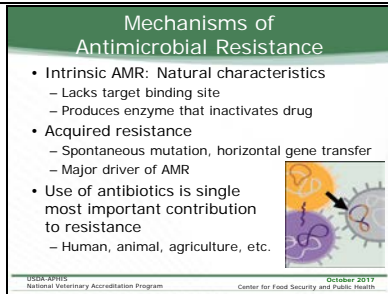 Mechanisms of
Antimicrobial Resistance
• Intrinsic AMR: Natural characteristics
– Lacks target binding site
– Produces enzyme that inactivates drug
• Acquired resistance
– Spontaneous mutation, horizontal gene transfer
– Major driver of AMR
• Use of antibiotics is single
most important contribution
to resistance
– Human, animal, agriculture, etc.
USDA-APHIS
National Veterinary Accreditation Program
October 2017
Center for Food Security and Public Health